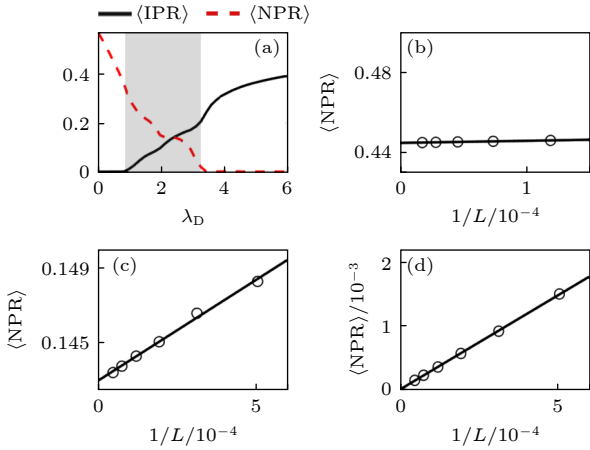 ⟨IPR⟩ ⟨NPR⟩
(a)
0.4
0.2
0
0 2 4 6
λD
(b)
⟨NPR⟩
0.48
0.44
0 1
1/L/10−4
(c)
⟨NPR⟩
0.149
0.145
0 5
1/L/10−4
(d)
⟨NPR⟩/10−3
2
1
0
0 5
1/L/10−4